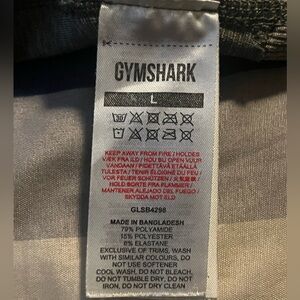 GYMSHARK
L
KEEP AWAY FROM FIRE / HOLDES
VÆK FRA ILD / HOU BIJ OPEN VUUR
VANDAAN / PIDETTÄVÄ ETÄÄLLÄ
TULESTA / TENIR ÉLOIGNÉ DU FEU /
VOR FEUER SCHÜTZEN /
HOLD BORTE FRA FLAMMER /
MANTENER ALEJADO DEL FUEGO /
SKYDDA MOT ELD
GLSB4298
MADE IN BANGLADESH
79% POLYAMIDE
15% POLYESTER
6% ELASTANE
EXCLUSIVE OF TRIMS, WASH
WITH SIMILAR COLOURS, DO
NOT USE SOFTENER
COOL WASH, DO NOT BLEACH,
DO NOT TUMBLE DRY, DO NOT
IRON, DO NOT DRY CLEAN